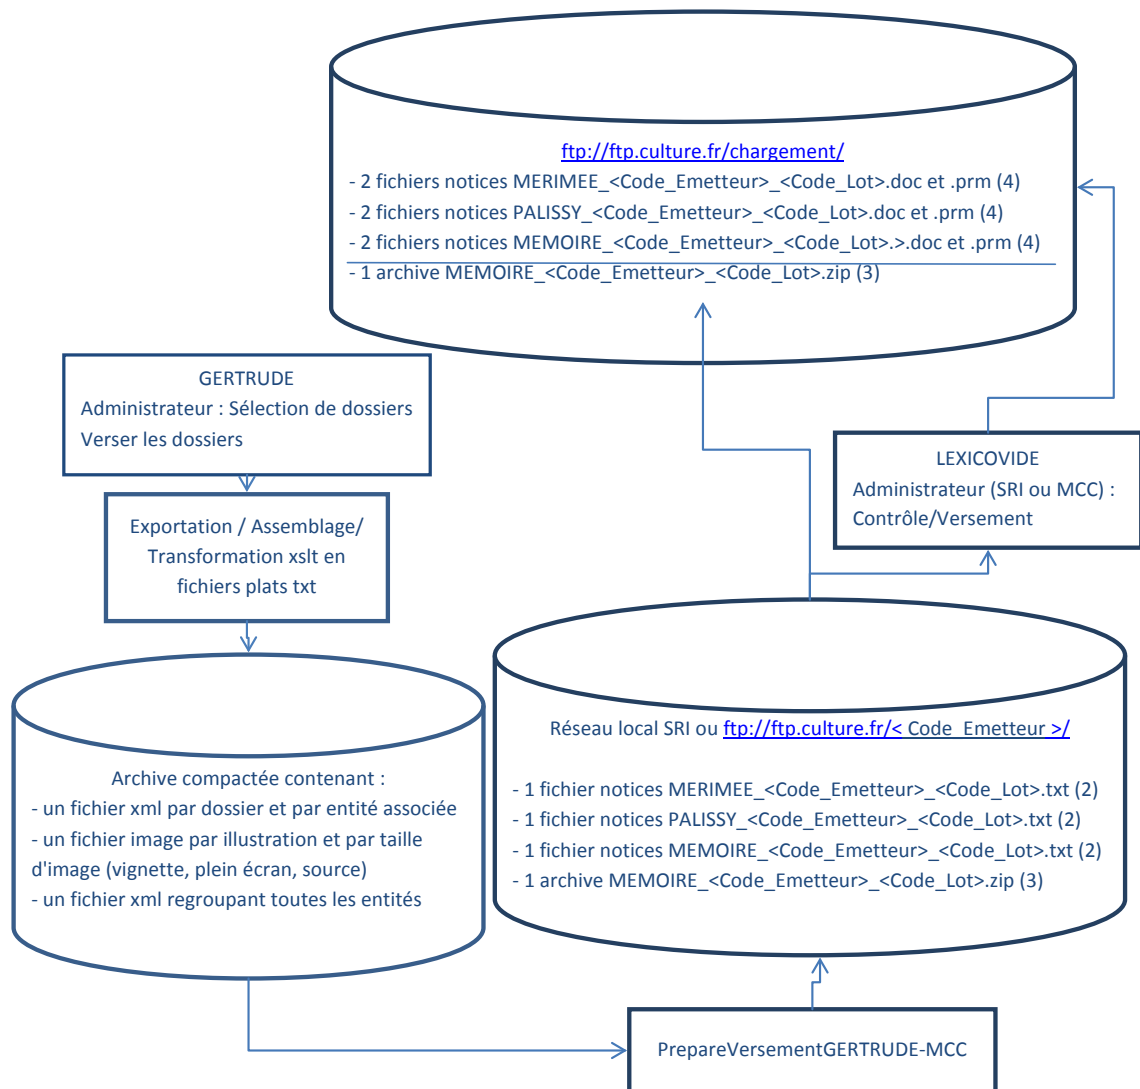 ftp://ftp.culture.fr/chargement/
- 2 fichiers notices MERIMEE_<Code_Emetteur>_<Code_Lot>.doc et .prm (4)
- 2 fichiers notices PALISSY_<Code_Emetteur>_<Code_Lot>.doc et .prm (4)
- 2 fichiers notices MEMOIRE_<Code_Emetteur>_<Code_Lot>.>.doc et .prm (4)
- 1 archive MEMOIRE_<Code_Emetteur>_<Code_Lot>.zip (3)
GERTRUDE
Administrateur : Sélection de dossiers
Verser les dossiers
LEXICOVIDE
Administrateur (SRI ou MCC) :
Contrôle/Versement
Exportation / Assemblage/
Transformation xslt en
fichiers plats txt
Archive compactée contenant :
- un fichier xml par dossier et par entité associée
- un fichier image par illustration et par taille
d'image (vignette, plein écran, source)
- un fichier xml regroupant toutes les entités
Réseau local SRI ou ftp://ftp.culture.fr/< Code_Emetteur >/
- 1 fichier notices MERIMEE_<Code_Emetteur>_<Code_Lot>.txt (2)
- 1 fichier notices PALISSY_<Code_Emetteur>_<Code_Lot>.txt (2)
- 1 fichier notices MEMOIRE_<Code_Emetteur>_<Code_Lot>.txt (2)
- 1 archive MEMOIRE_<Code_Emetteur>_<Code_Lot>.zip (3)
PrepareVersementGERTRUDE-MCC